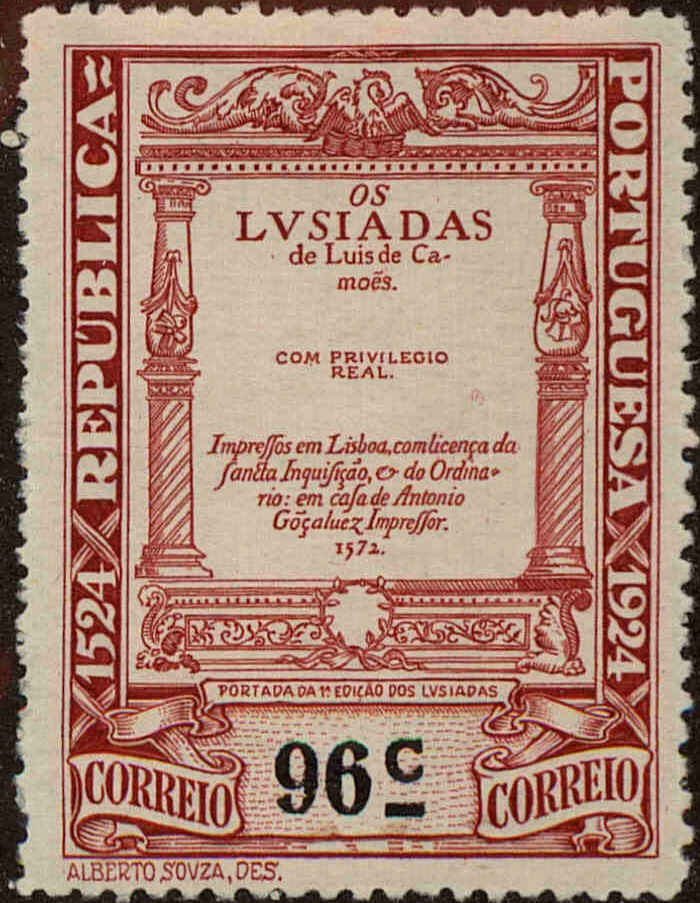 REPÚBLICA
PORTUGUESA
1524
1924
OS
LVSIADAS
de Luis de Ca-
moẽs.
COM PRIVILEGIO
REAL.
Impreſſos em Lisboa, com licença da
ſancta Inquiſição, & do Ordina-
rio: em caſa de Antonio
Gõçaluez Impreſſor.
1572.
PORTADA DA 1ª EDIÇÃO DOS LVSIADAS
CORREIO
96 c
CORREIO
ALBERTO SOVZA, DES.